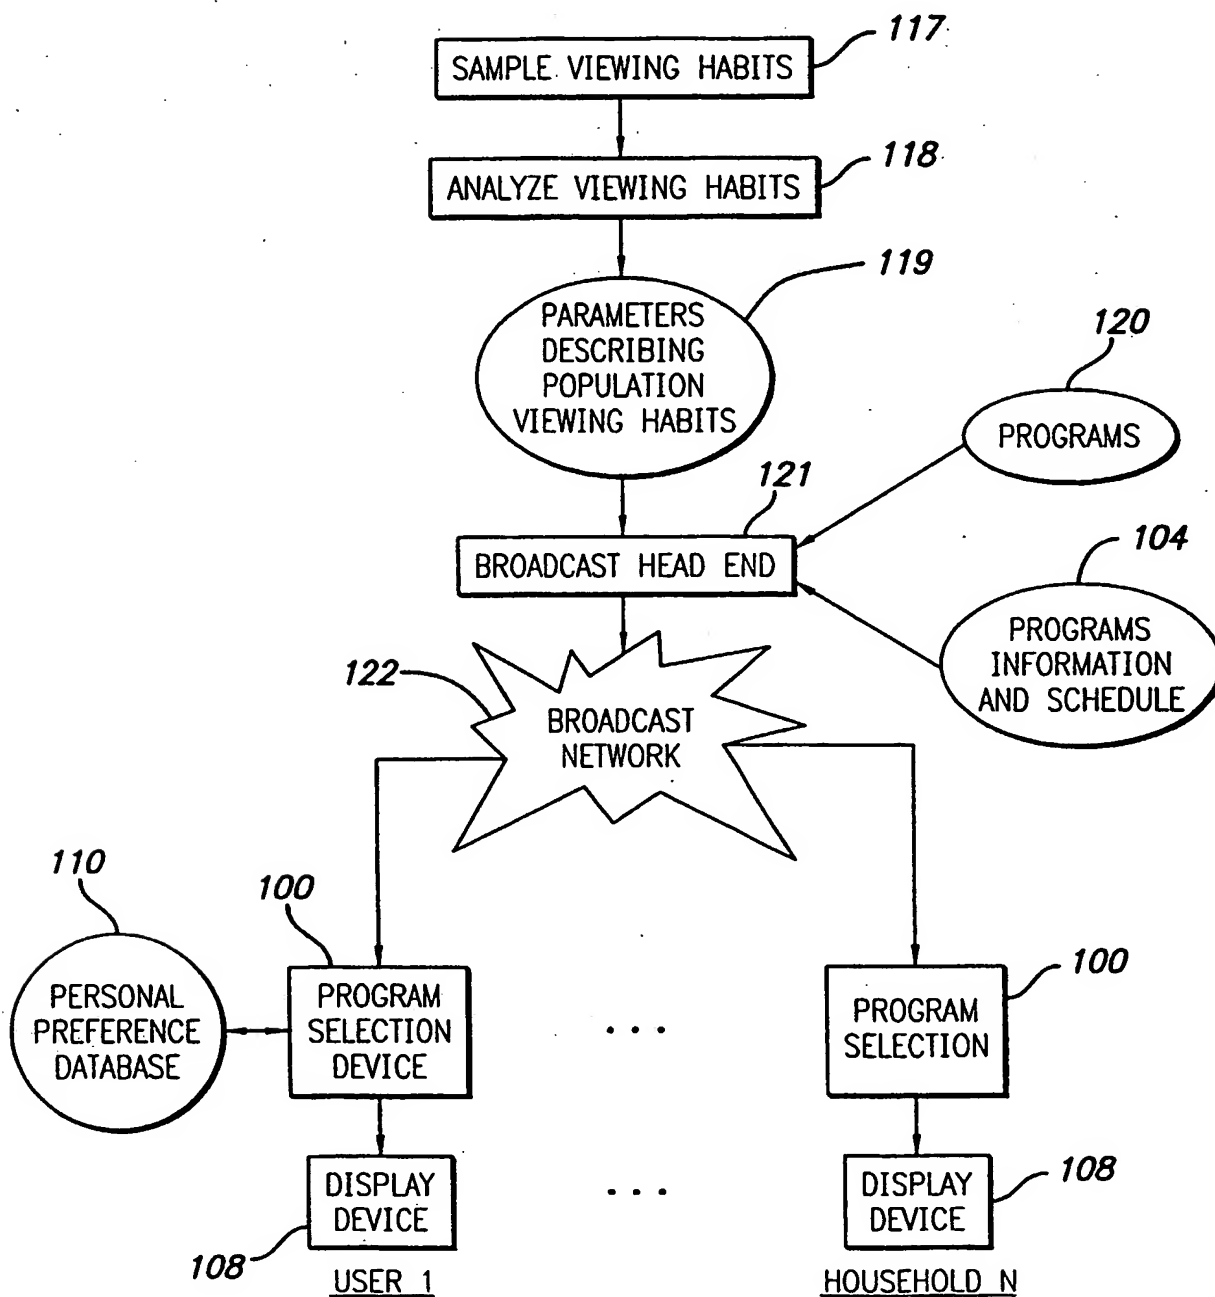 117
SAMPLE VIEWING HABITS
118
ANALYZE VIEWING HABITS
119
PARAMETERS
DESCRIBING
POPULATION
VIEWING HABITS
120
PROGRAMS
121
BROADCAST HEAD END
104
PROGRAMS
INFORMATION
AND SCHEDULE
122
BROADCAST
NETWORK
110
PERSONAL
PREFERENCE
DATABASE
100
PROGRAM
SELECTION
DEVICE
...
100
PROGRAM
SELECTION
DISPLAY
DEVICE
108
USER 1
...
DISPLAY
DEVICE
108
HOUSEHOLD N